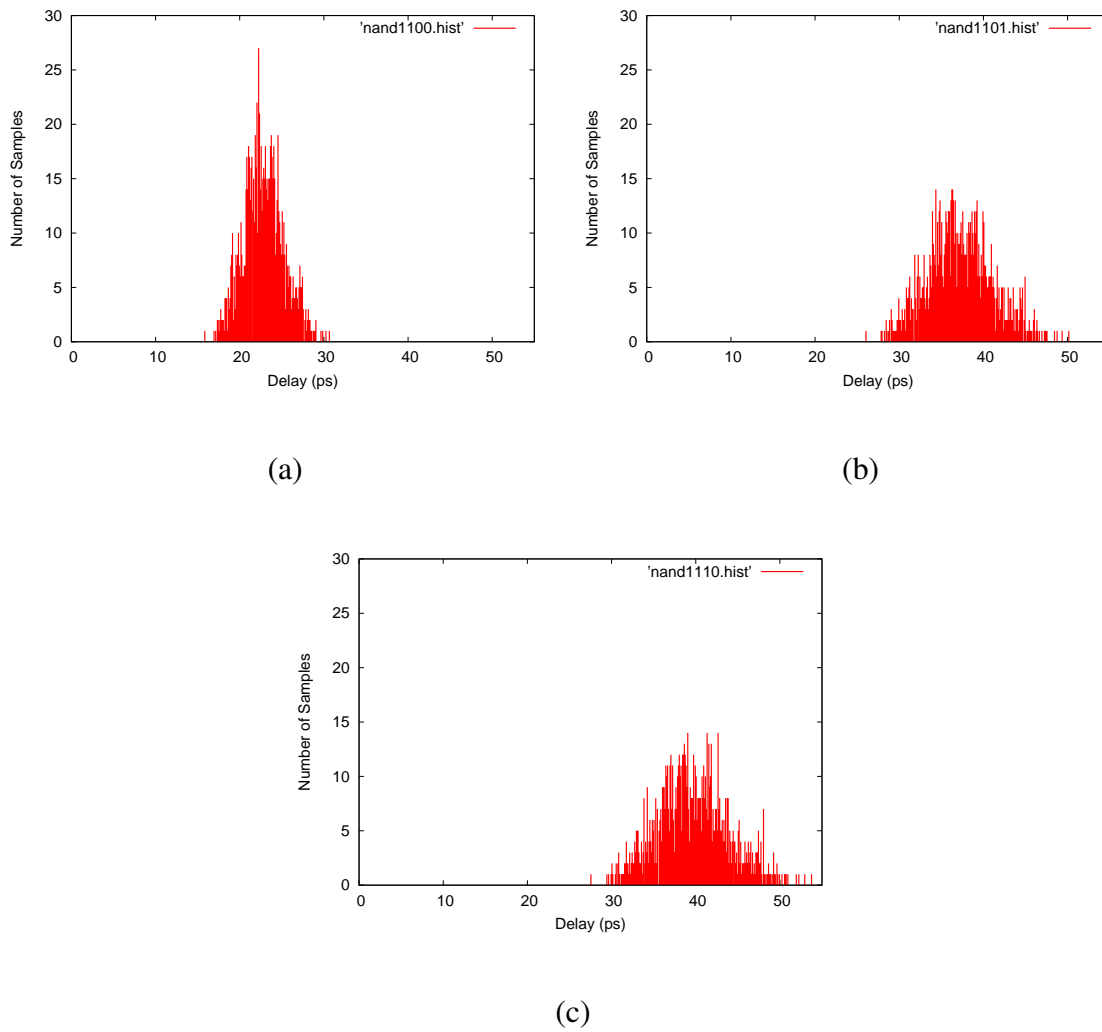 30
25
20
15
10
5
0
Number of Samples
'nand1100.hist'
0 10 20 30 40 50
Delay (ps)
(a)
30
25
20
15
10
5
0
Number of Samples
'nand1101.hist'
0 10 20 30 40 50
Delay (ps)
(b)
30
25
20
15
10
5
0
Number of Samples
'nand1110.hist'
0 10 20 30 40 50
Delay (ps)
(c)